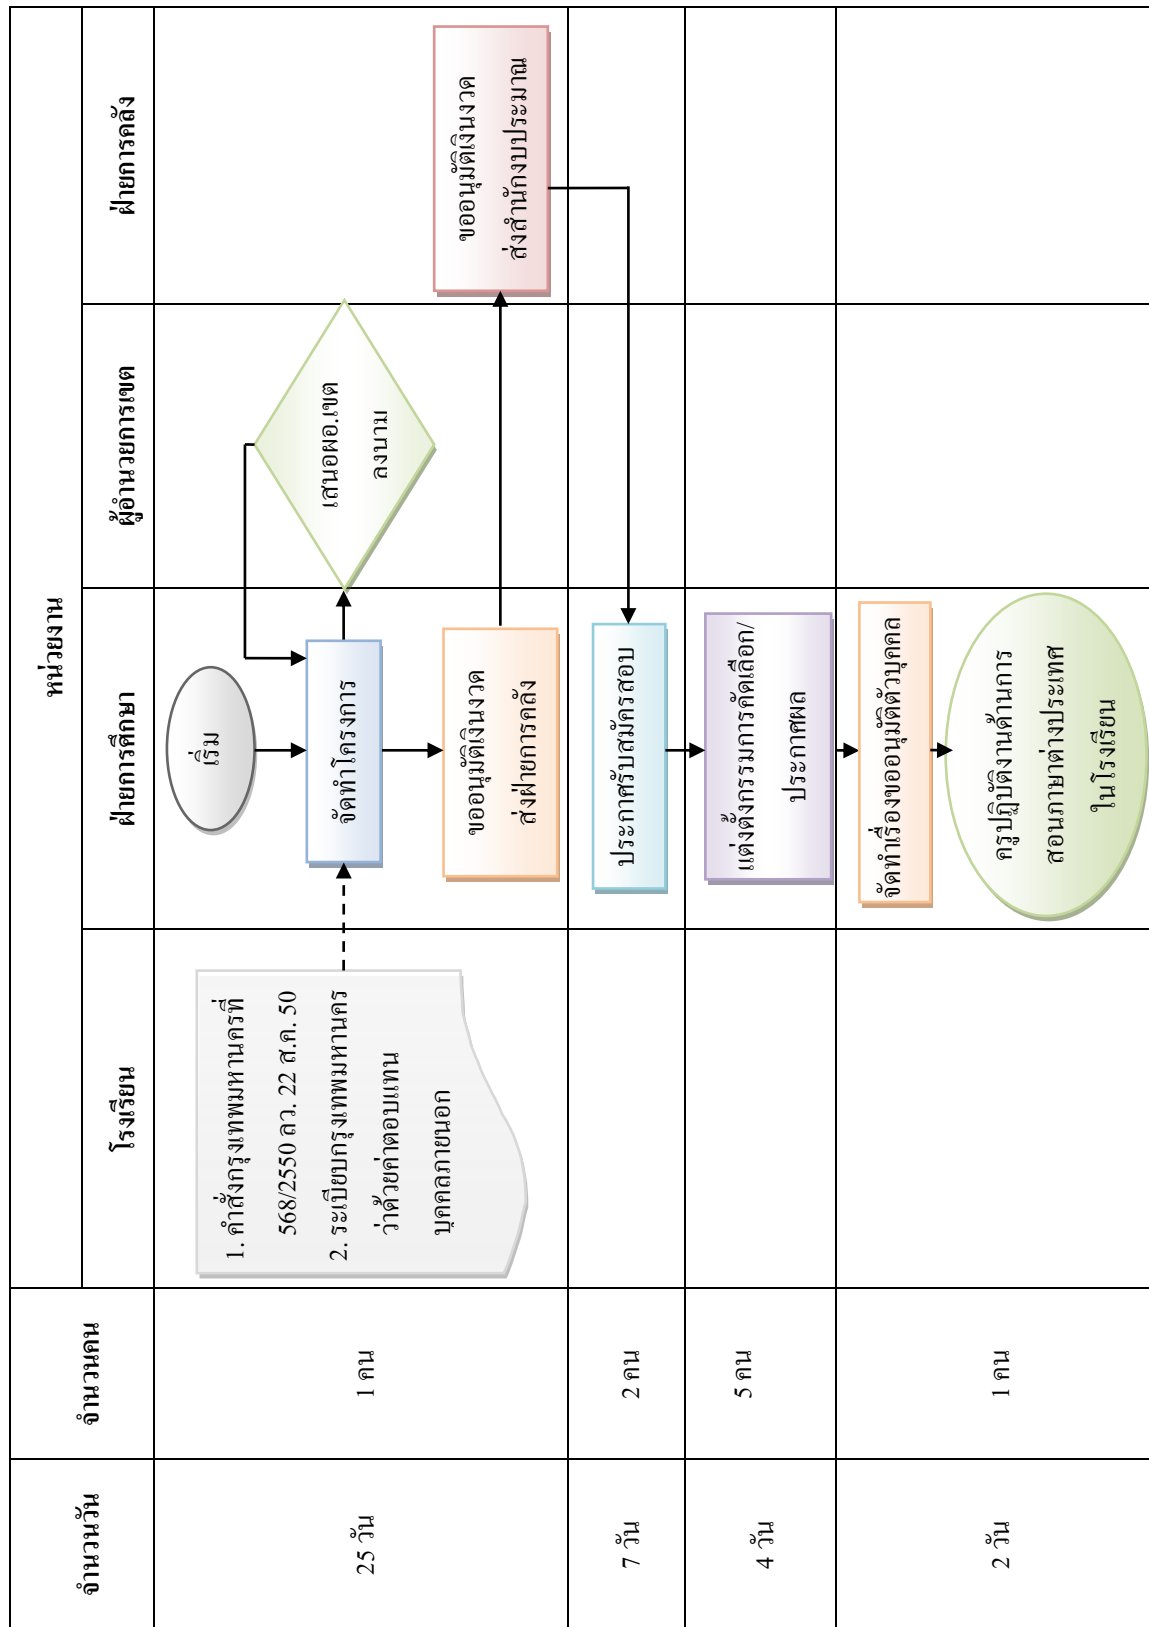 จำนวนวัน
จำนวนคน
หน่วยงาน
โรงเรียน
ฝ่ายการศึกษา
ผู้อำนวยการเขต
ฝ่ายการคลัง
25 วัน
1 คน
1. คำสั่งกรุงเทพมหานครที่
568/2550 ลว. 22 ส.ค. 50
2. ระเบียบกรุงเทพมหานคร
ว่าด้วยค่าตอบแทน
บุคคลภายนอก
เริ่ม
จัดทำโครงการ
เสนอผอ.เขต
ลงนาม
ขออนุมัติเงินงวด
ส่งฝ่ายการคลัง
ขออนุมัติเงินงวด
ส่งสำนักงบประมาณ
7 วัน
2 คน
ประกาศรับสมัครสอบ
4 วัน
5 คน
แต่งตั้งกรรมการคัดเลือก/
ประกาศผล
2 วัน
1 คน
จัดทำเรื่องขออนุมัติตัวบุคคล
ครูปฏิบัติงานด้านการ
สอนภาษาต่างประเทศ
ในโรงเรียน